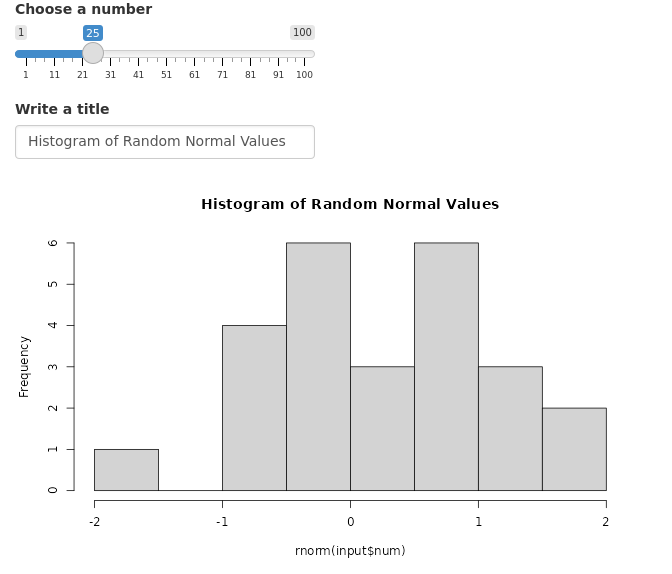 Choose a number
1 25 100
1 11 21 31 41 51 61 71 81 91 100
Write a title
Histogram of Random Normal Values
Histogram of Random Normal Values
6
5
4
3
2
1
0
Frequency
-2 -1 0 1 2
rnorm(input$num)